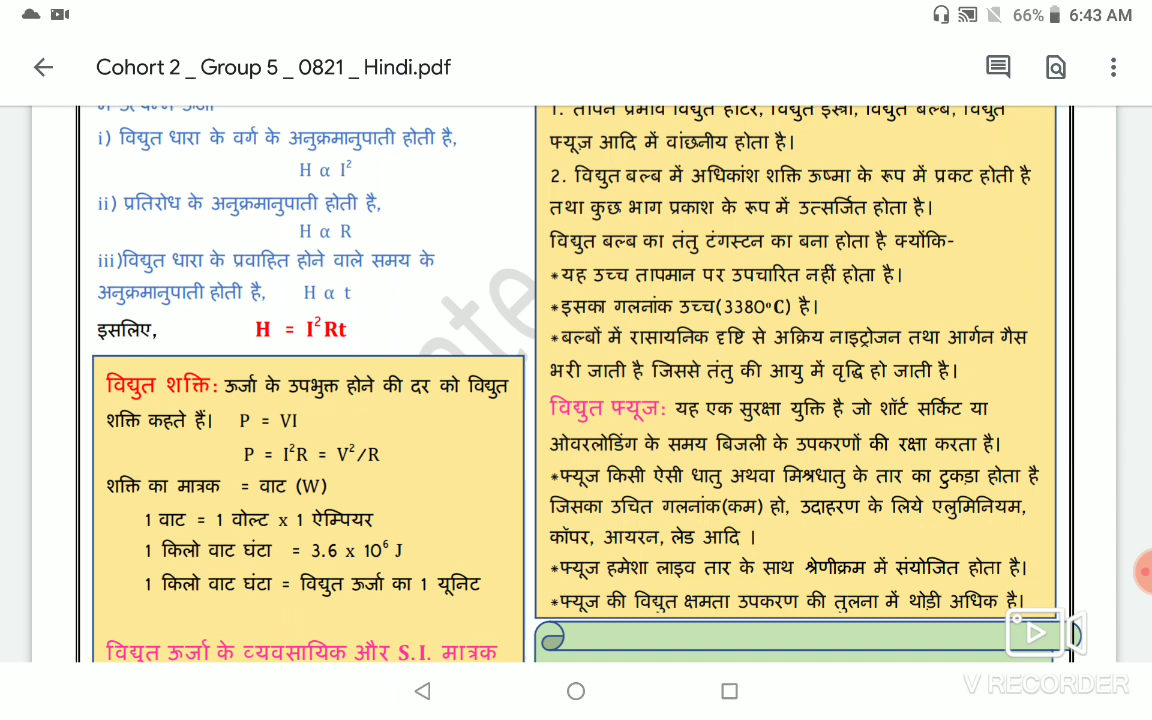 66% 6:43 AM
Cohort 2 _ Group 5 _ 0821 _ Hindi.pdf
i) विद्युत धारा के वर्ग के अनुक्रमानुपाती होती है,
H α I²
ii) प्रतिरोध के अनुक्रमानुपाती होती है,
H α R
iii)विद्युत धारा के प्रवाहित होने वाले समय के
अनुक्रमानुपाती होती है, H α t
इसलिए, H = I²Rt
विद्युत शक्ति: ऊर्जा के उपभुक्त होने की दर को विद्युत
शक्ति कहते हैं। P = VI
P = I²R = V²/R
शक्ति का मात्रक = वाट (W)
1 वाट = 1 वोल्ट x 1 ऐम्पियर
1 किलो वाट घंटा = 3.6 x 10⁶ J
1 किलो वाट घंटा = विद्युत ऊर्जा का 1 यूनिट
विद्युत ऊर्जा के व्यवसायिक और S.I. मात्रक
1. तापन प्रभाव विद्युत हीटर, विद्युत इस्त्री, विद्युत बल्ब, विद्युत
फ्यूज़ आदि में वांछनीय होता है।
2. विद्युत बल्ब में अधिकांश शक्ति ऊष्मा के रूप में प्रकट होती है
तथा कुछ भाग प्रकाश के रूप में उत्सर्जित होता है।
विद्युत बल्ब का तंतु टंगस्टन का बना होता है क्योंकि-
*यह उच्च तापमान पर उपचारित नहीं होता है।
*इसका गलनांक उच्च(3380°C) है।
*बल्बों में रासायनिक दृष्टि से अक्रिय नाइट्रोजन तथा आर्गन गैस
भरी जाती है जिससे तंतु की आयु में वृद्धि हो जाती है।
विद्युत फ्यूज: यह एक सुरक्षा युक्ति है जो शॉर्ट सर्किट या
ओवरलोडिंग के समय बिजली के उपकरणों की रक्षा करता है।
*फ्यूज किसी ऐसी धातु अथवा मिश्रधातु के तार का टुकड़ा होता है
जिसका उचित गलनांक(कम) हो, उदाहरण के लिये एलुमिनियम,
कॉपर, आयरन, लेड आदि ।
*फ्यूज हमेशा लाइव तार के साथ श्रेणीक्रम में संयोजित होता है।
*फ्यूज की विद्युत क्षमता उपकरण की तुलना में थोड़ी अधिक है।
V RECORDER